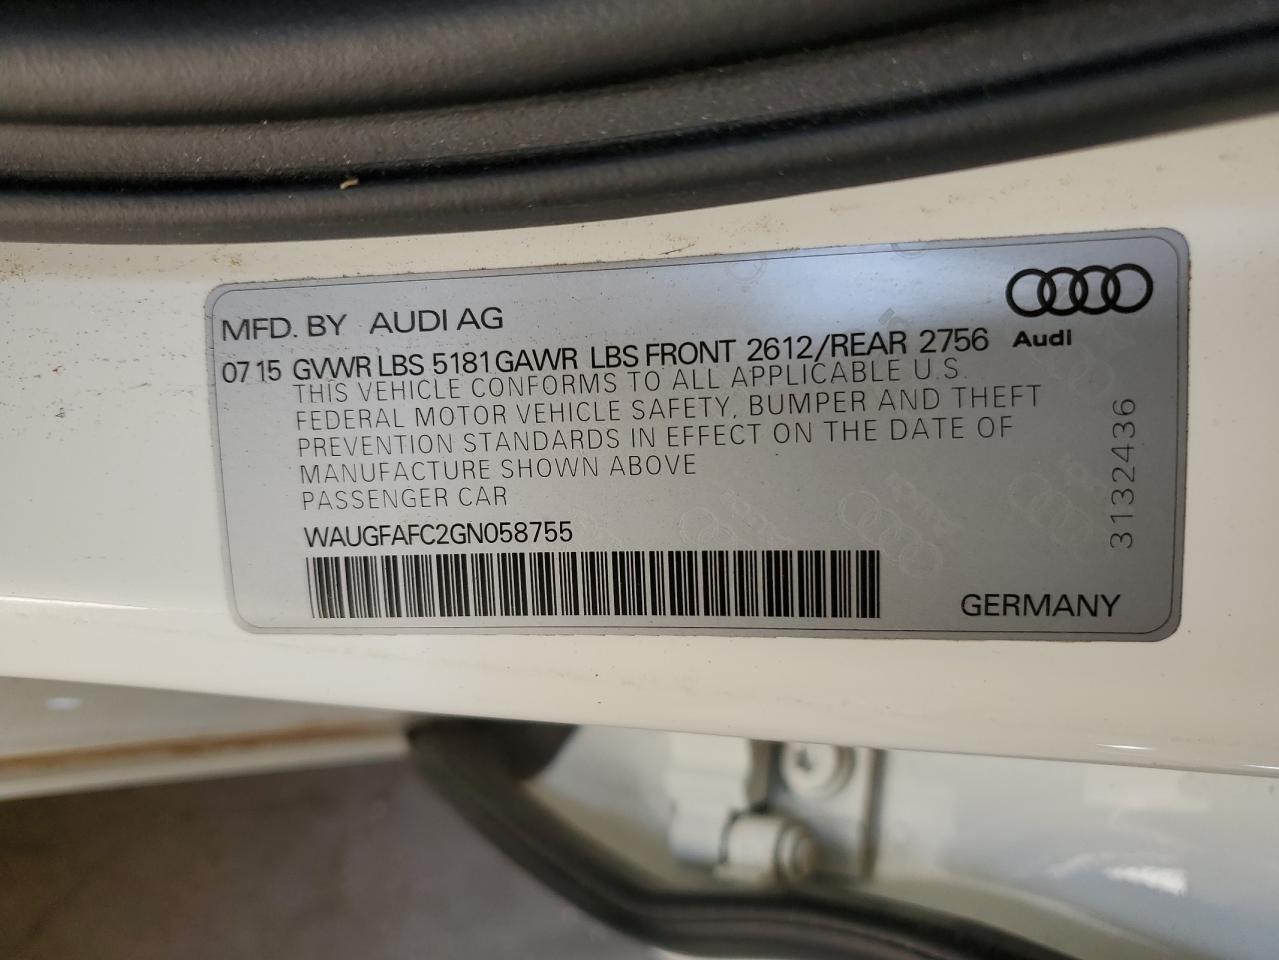 MFD. BY AUDI AG
Audi
07 15 GVWR LBS 5181 GAWR LBS FRONT 2612/REAR 2756
THIS VEHICLE CONFORMS TO ALL APPLICABLE U.S.
FEDERAL MOTOR VEHICLE SAFETY, BUMPER AND THEFT
PREVENTION STANDARDS IN EFFECT ON THE DATE OF
MANUFACTURE SHOWN ABOVE
PASSENGER CAR
WAUGFAFC2GN058755
3132436
GERMANY